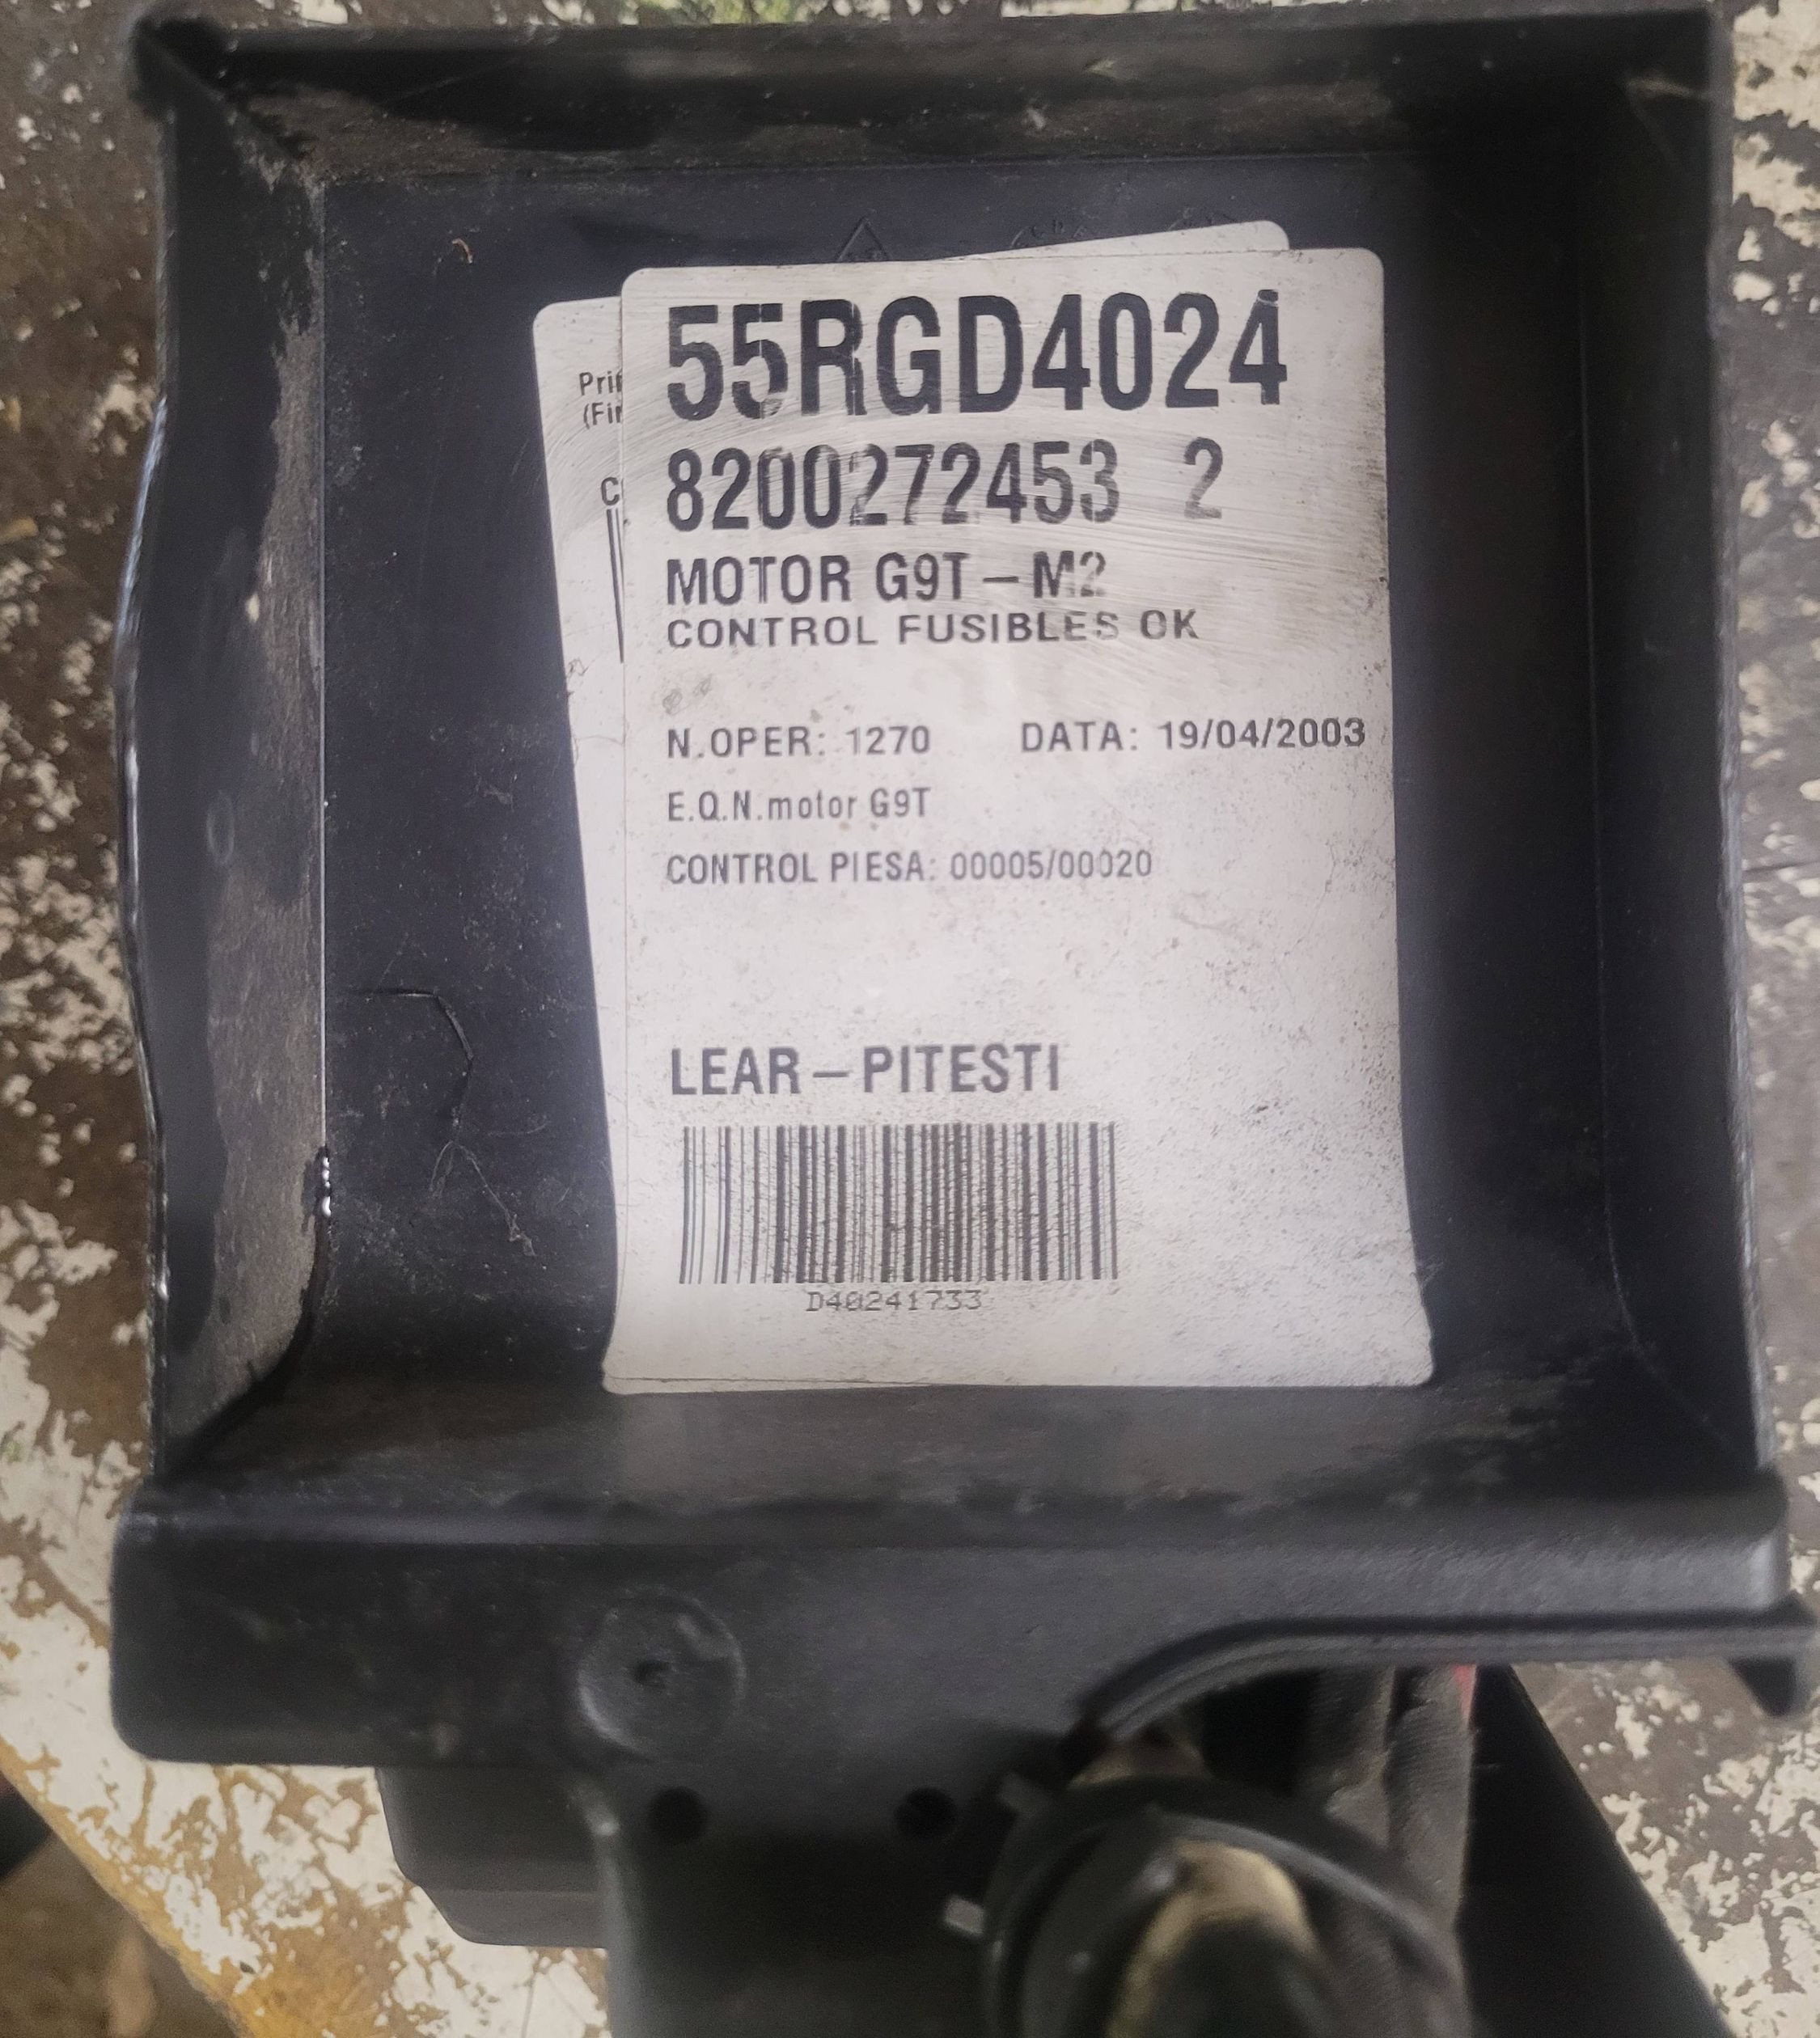 55RGD4024
8200272453 2
MOTOR G9T-M2
CONTROL FUSIBLES OK
N.OPER: 1270 DATA: 19/04/2003
E.Q.N.motor G9T
CONTROL PIESA: 00005/00020
LEAR-PITESTI
D40241733